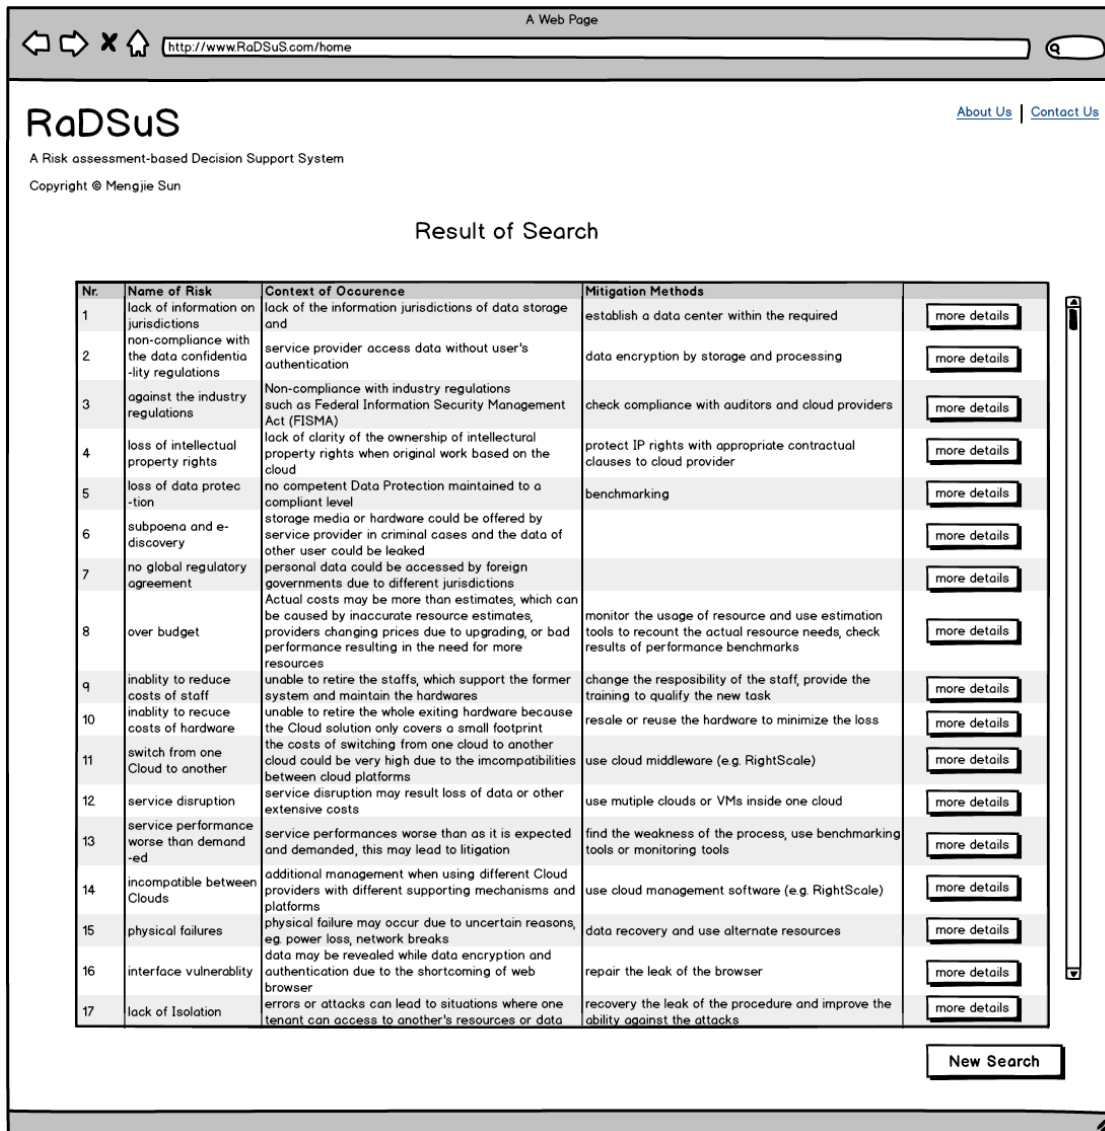 A Web Page
http://www.RaDSuS.com/home
RaDSuS
About Us | Contact Us
A Risk assessment-based Decision Support System
Copyright © Mengjie Sun
Result of Search
Nr. Name of Risk Context of Occurence Mitigation Methods
1
lack of information on
jurisdictions
lack of the information jurisdictions of data storage
and
establish a data center within the required
more details
2
non-compliance with
the data confidentia
-lity regulations
service provider access data without user's
authentication
data encryption by storage and processing
more details
3
against the industry
regulations
Non-compliance with industry regulations
such as Federal Information Security Management
Act (FISMA)
check compliance with auditors and cloud providers
more details
4
loss of intellectual
property rights
lack of clarity of the ownership of intellectural
property rights when original work based on the
cloud
protect IP rights with appropriate contractual
clauses to cloud provider
more details
5
loss of data protec
-tion
no competent Data Protection maintained to a
compliant level
benchmarking
more details
6
subpoena and e-
discovery
storage media or hardware could be offered by
service provider in criminal cases and the data of
other user could be leaked
more details
7
no global regulatory
agreement
personal data could be accessed by foreign
governments due to different jurisdictions
more details
8
over budget
Actual costs may be more than estimates, which can
be caused by inaccurate resource estimates,
providers changing prices due to upgrading, or bad
performance resulting in the need for more
resources
monitor the usage of resource and use estimation
tools to recount the actual resource needs, check
results of performance benchmarks
more details
9
inablity to reduce
costs of staff
unable to retire the staffs, which support the former
system and maintain the hardwares
change the resposibility of the staff, provide the
training to qualify the new task
more details
10
inablity to recuce
costs of hardware
unable to retire the whole exiting hardware because
the Cloud solution only covers a small footprint
resale or reuse the hardware to minimize the loss
more details
11
switch from one
Cloud to another
the costs of switching from one cloud to another
cloud could be very high due to the imcompatibilities
between cloud platforms
use cloud middleware (e.g. RightScale)
more details
12
service disruption
service disruption may result loss of data or other
extensive costs
use mutiple clouds or VMs inside one cloud
more details
13
service performance
worse than demand
-ed
service performances worse than as it is expected
and demanded, this may lead to litigation
find the weakness of the process, use benchmarking
tools or monitoring tools
more details
14
incompatible between
Clouds
additional management when using different Cloud
providers with different supporting mechanisms and
platforms
use cloud management software (e.g. RightScale)
more details
15
physical failures
physical failure may occur due to uncertain reasons,
eg. power loss, network breaks
data recovery and use alternate resources
more details
16
interface vulnerablity
data may be revealed while data encryption and
authentication due to the shortcoming of web
browser
repair the leak of the browser
more details
17
lack of Isolation
errors or attacks can lead to situations where one
tenant can access to another's resources or data
recovery the leak of the procedure and improve the
ability against the attacks
more details
New Search